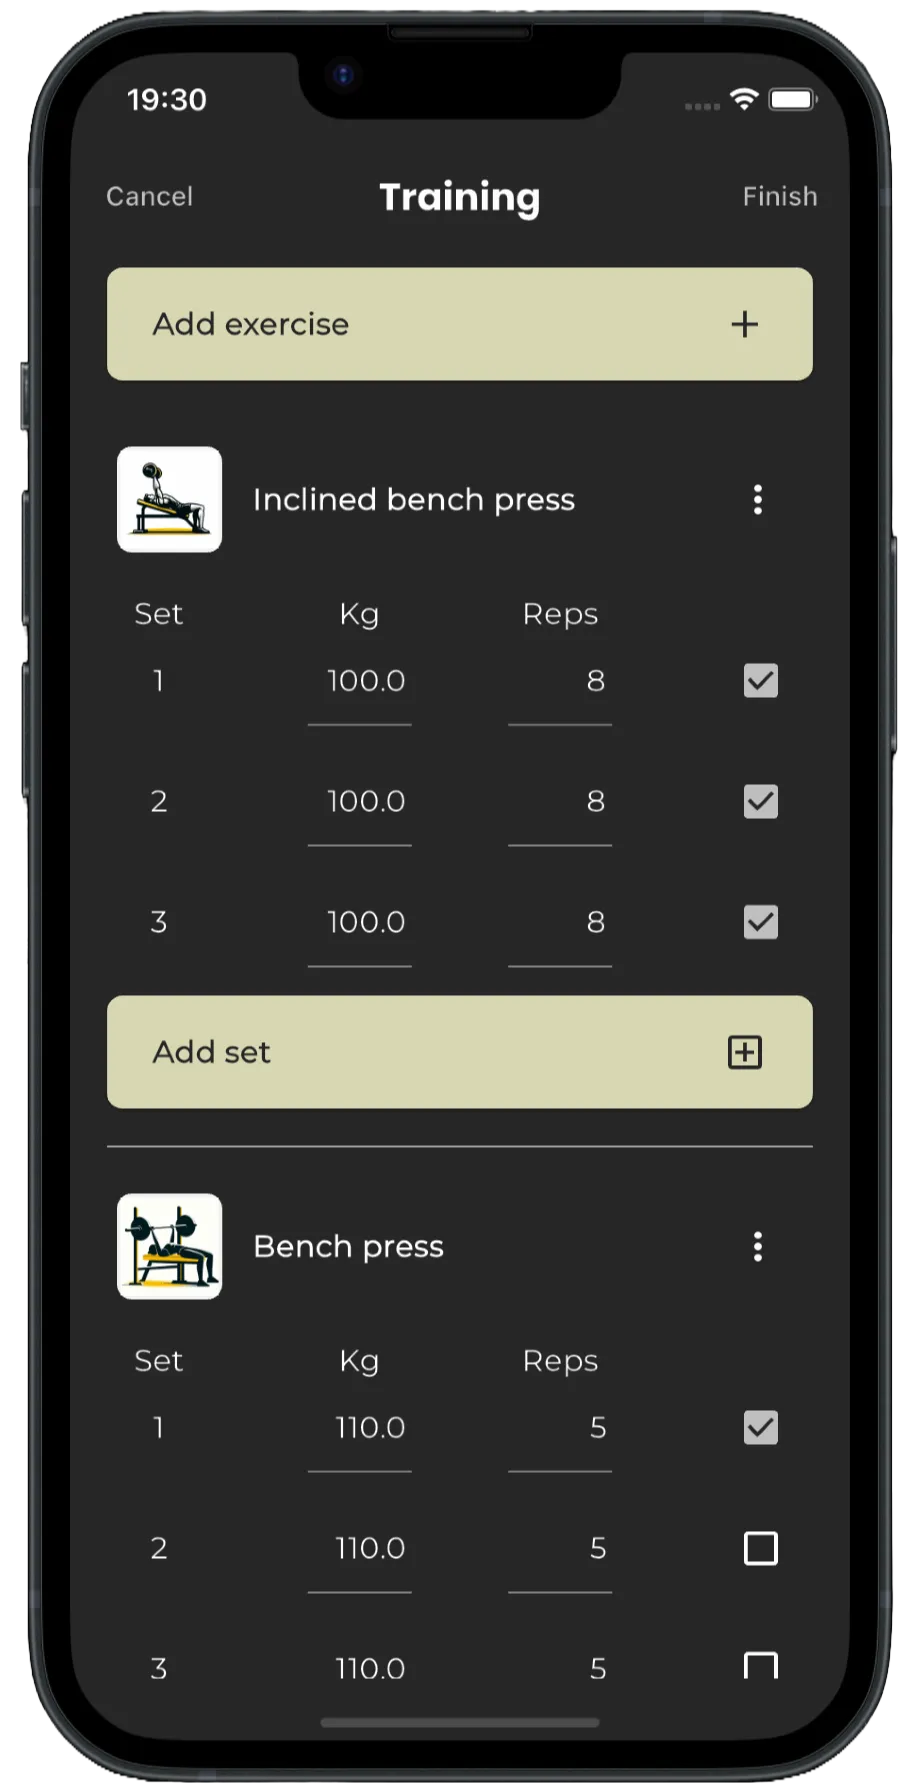 19:30
Cancel Training Finish
Add exercise +
Inclined bench press
Set Kg Reps
1 100.0 8
2 100.0 8
3 100.0 8
Add set
Bench press
Set Kg Reps
1 110.0 5
2 110.0 5
3 110.0 5